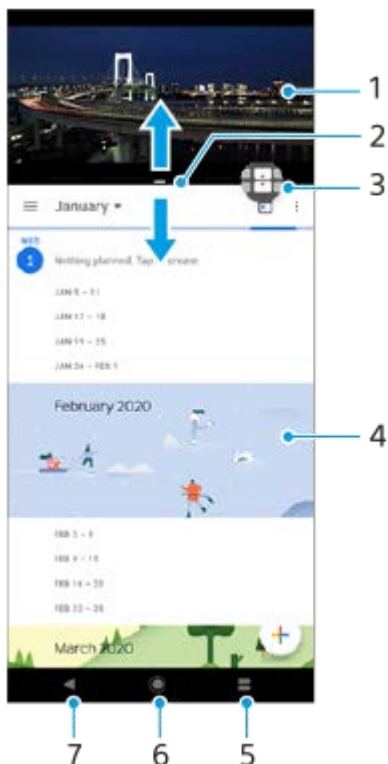 1
2
3
January
WED
1
Nothing planned. Tap to create.
JAN 5 – 11
JAN 12 – 18
JAN 19 – 25
JAN 26 – FEB 1
February 2020
4
FEB 2 – 8
FEB 9 – 15
FEB 16 – 22
FEB 23 – 29
March 2020
7 6 5